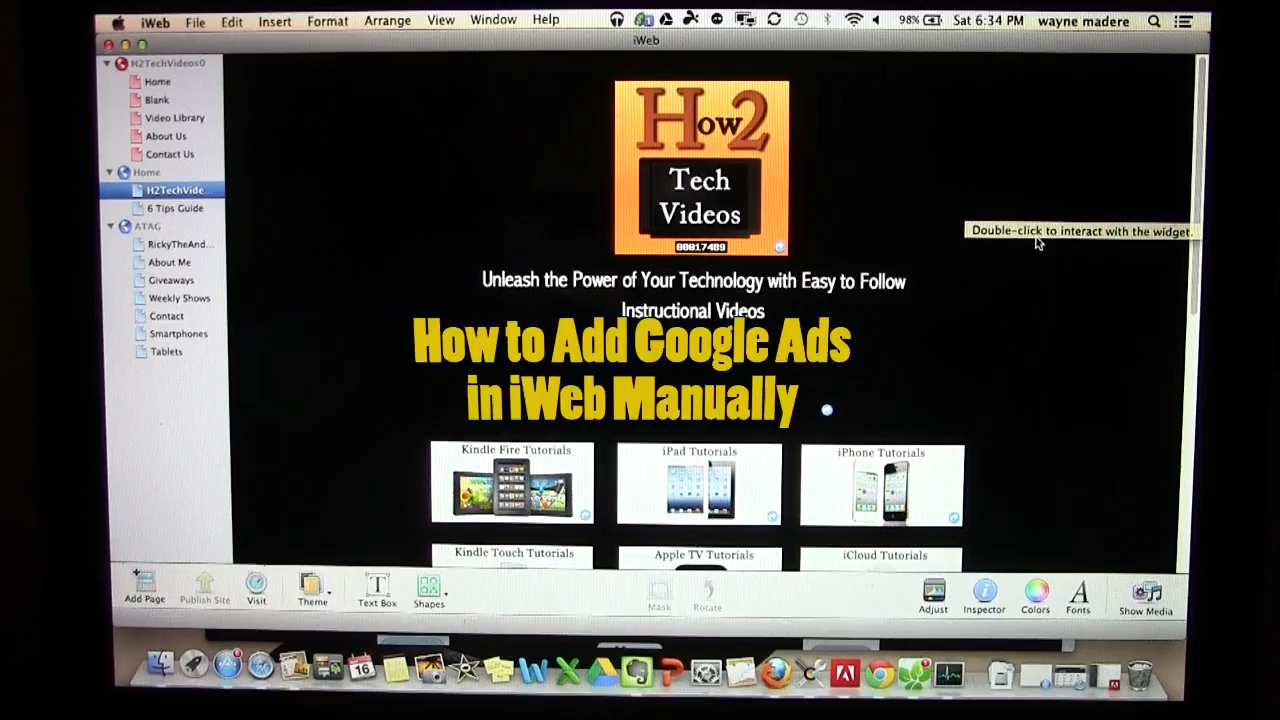 iWeb File Edit Insert Format Arrange View Window Help 98% Sat 6:34 PM wayne madere
iWeb
H2TechVideos0
Home
Blank
Video Library
About Us
Contact Us
Home
H2TechVide...
6 Tips Guide
ATAG
RickyTheAnd...
About Me
Giveaways
Weekly Shows
Contact
Smartphones
Tablets
How2
Tech
Videos
00017489
Double-click to interact with the widget.
Unleash the Power of Your Technology with Easy to Follow
Instructional Videos
How to Add Google Ads
in iWeb Manually
Kindle Fire Tutorials
iPad Tutorials
iPhone Tutorials
Kindle Touch Tutorials
Apple TV Tutorials
iCloud Tutorials
Add Page Publish Site Visit Theme Text Box Shapes Mask Rotate Adjust Inspector Colors Fonts Show Media
16